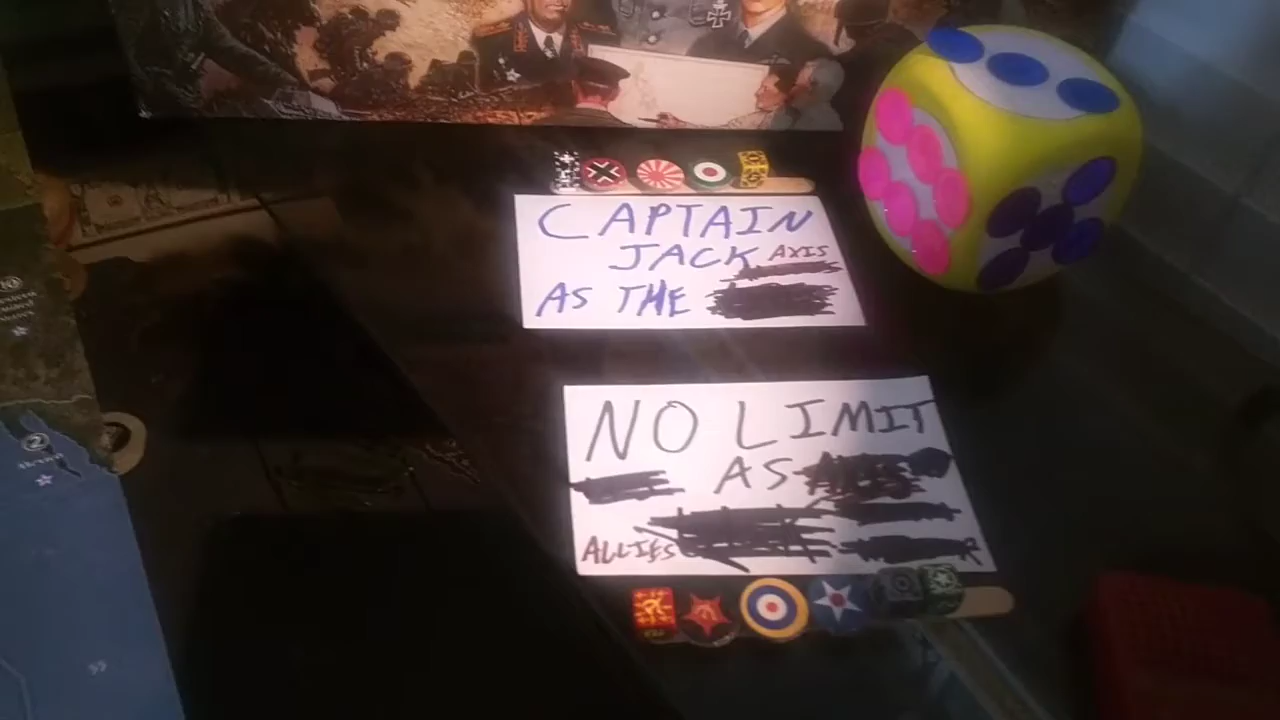 CAPTAIN
JACK AXIS
AS THE
NO LIMIT
AS
ALLIES